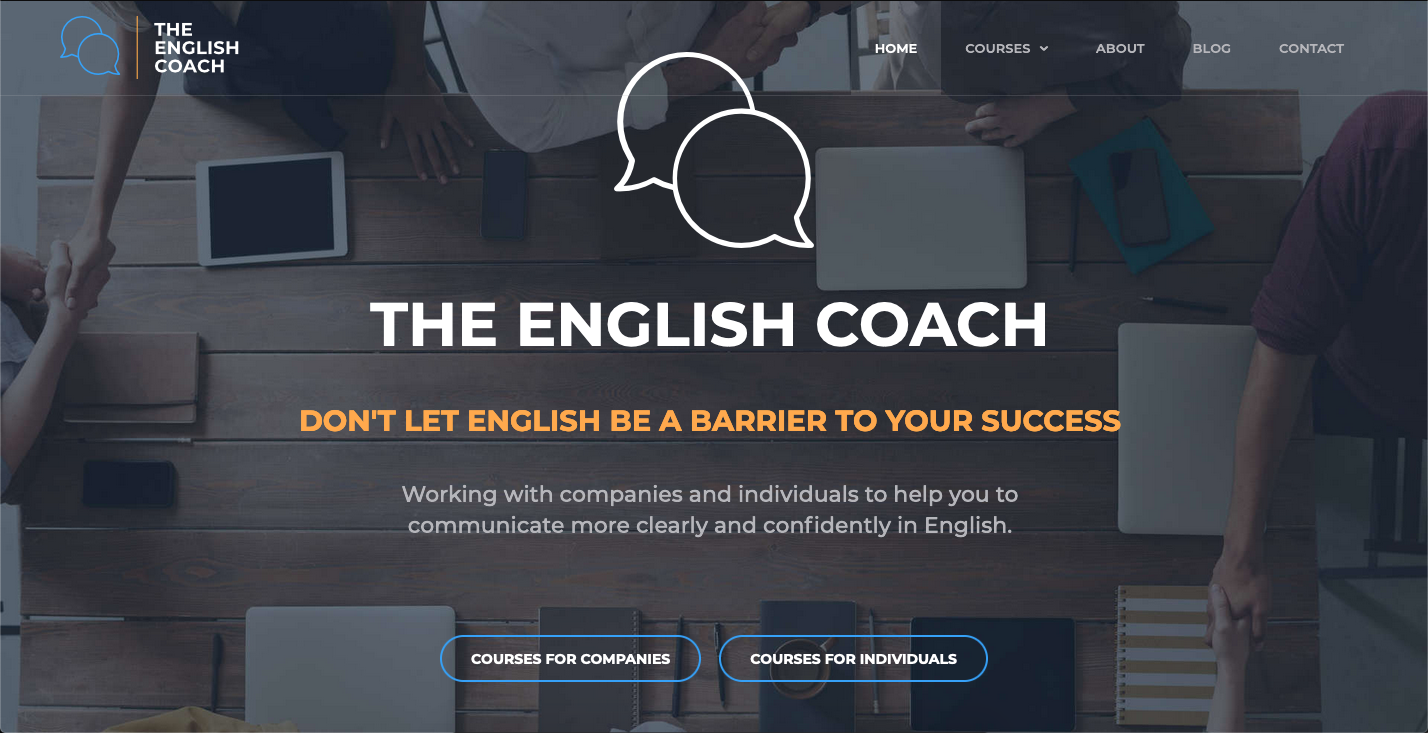 THE
ENGLISH
COACH
HOME
COURSES
ABOUT
BLOG
CONTACT
THE ENGLISH COACH
DON'T LET ENGLISH BE A BARRIER TO YOUR SUCCESS
Working with companies and individuals to help you to
communicate more clearly and confidently in English.
COURSES FOR COMPANIES
COURSES FOR INDIVIDUALS